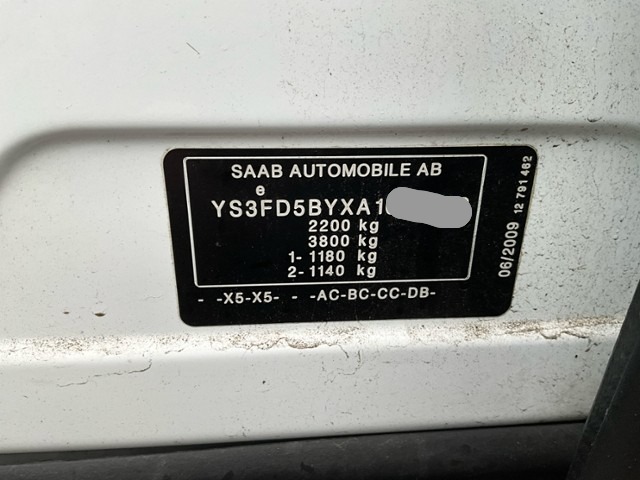 SAAB AUTOMOBILE AB
e
YS3FD5BYXA1
2200 kg
3800 kg
1- 1180 kg
2- 1140 kg
- -X5-X5- - -AC-BC-CC-DB-
06/2009 12 791 462